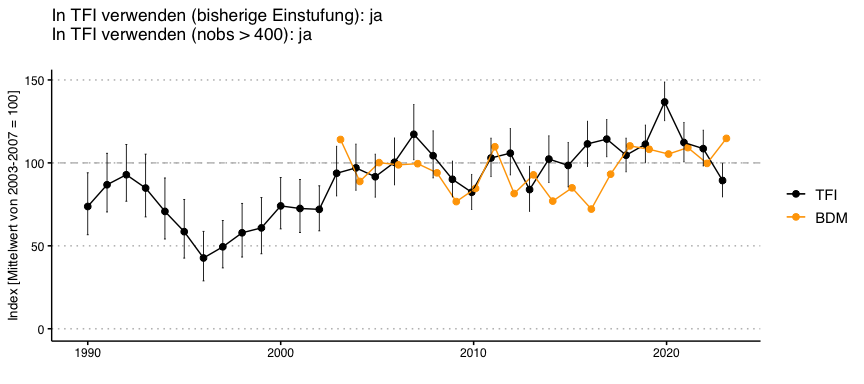 In TFI verwenden (bisherige Einstufung): ja
In TFI verwenden (nobs > 400): ja
Index [Mittelwert von 2003-2007 = 100]
150
100
50
0
1990
2000
2010
2020
TFI
BDM